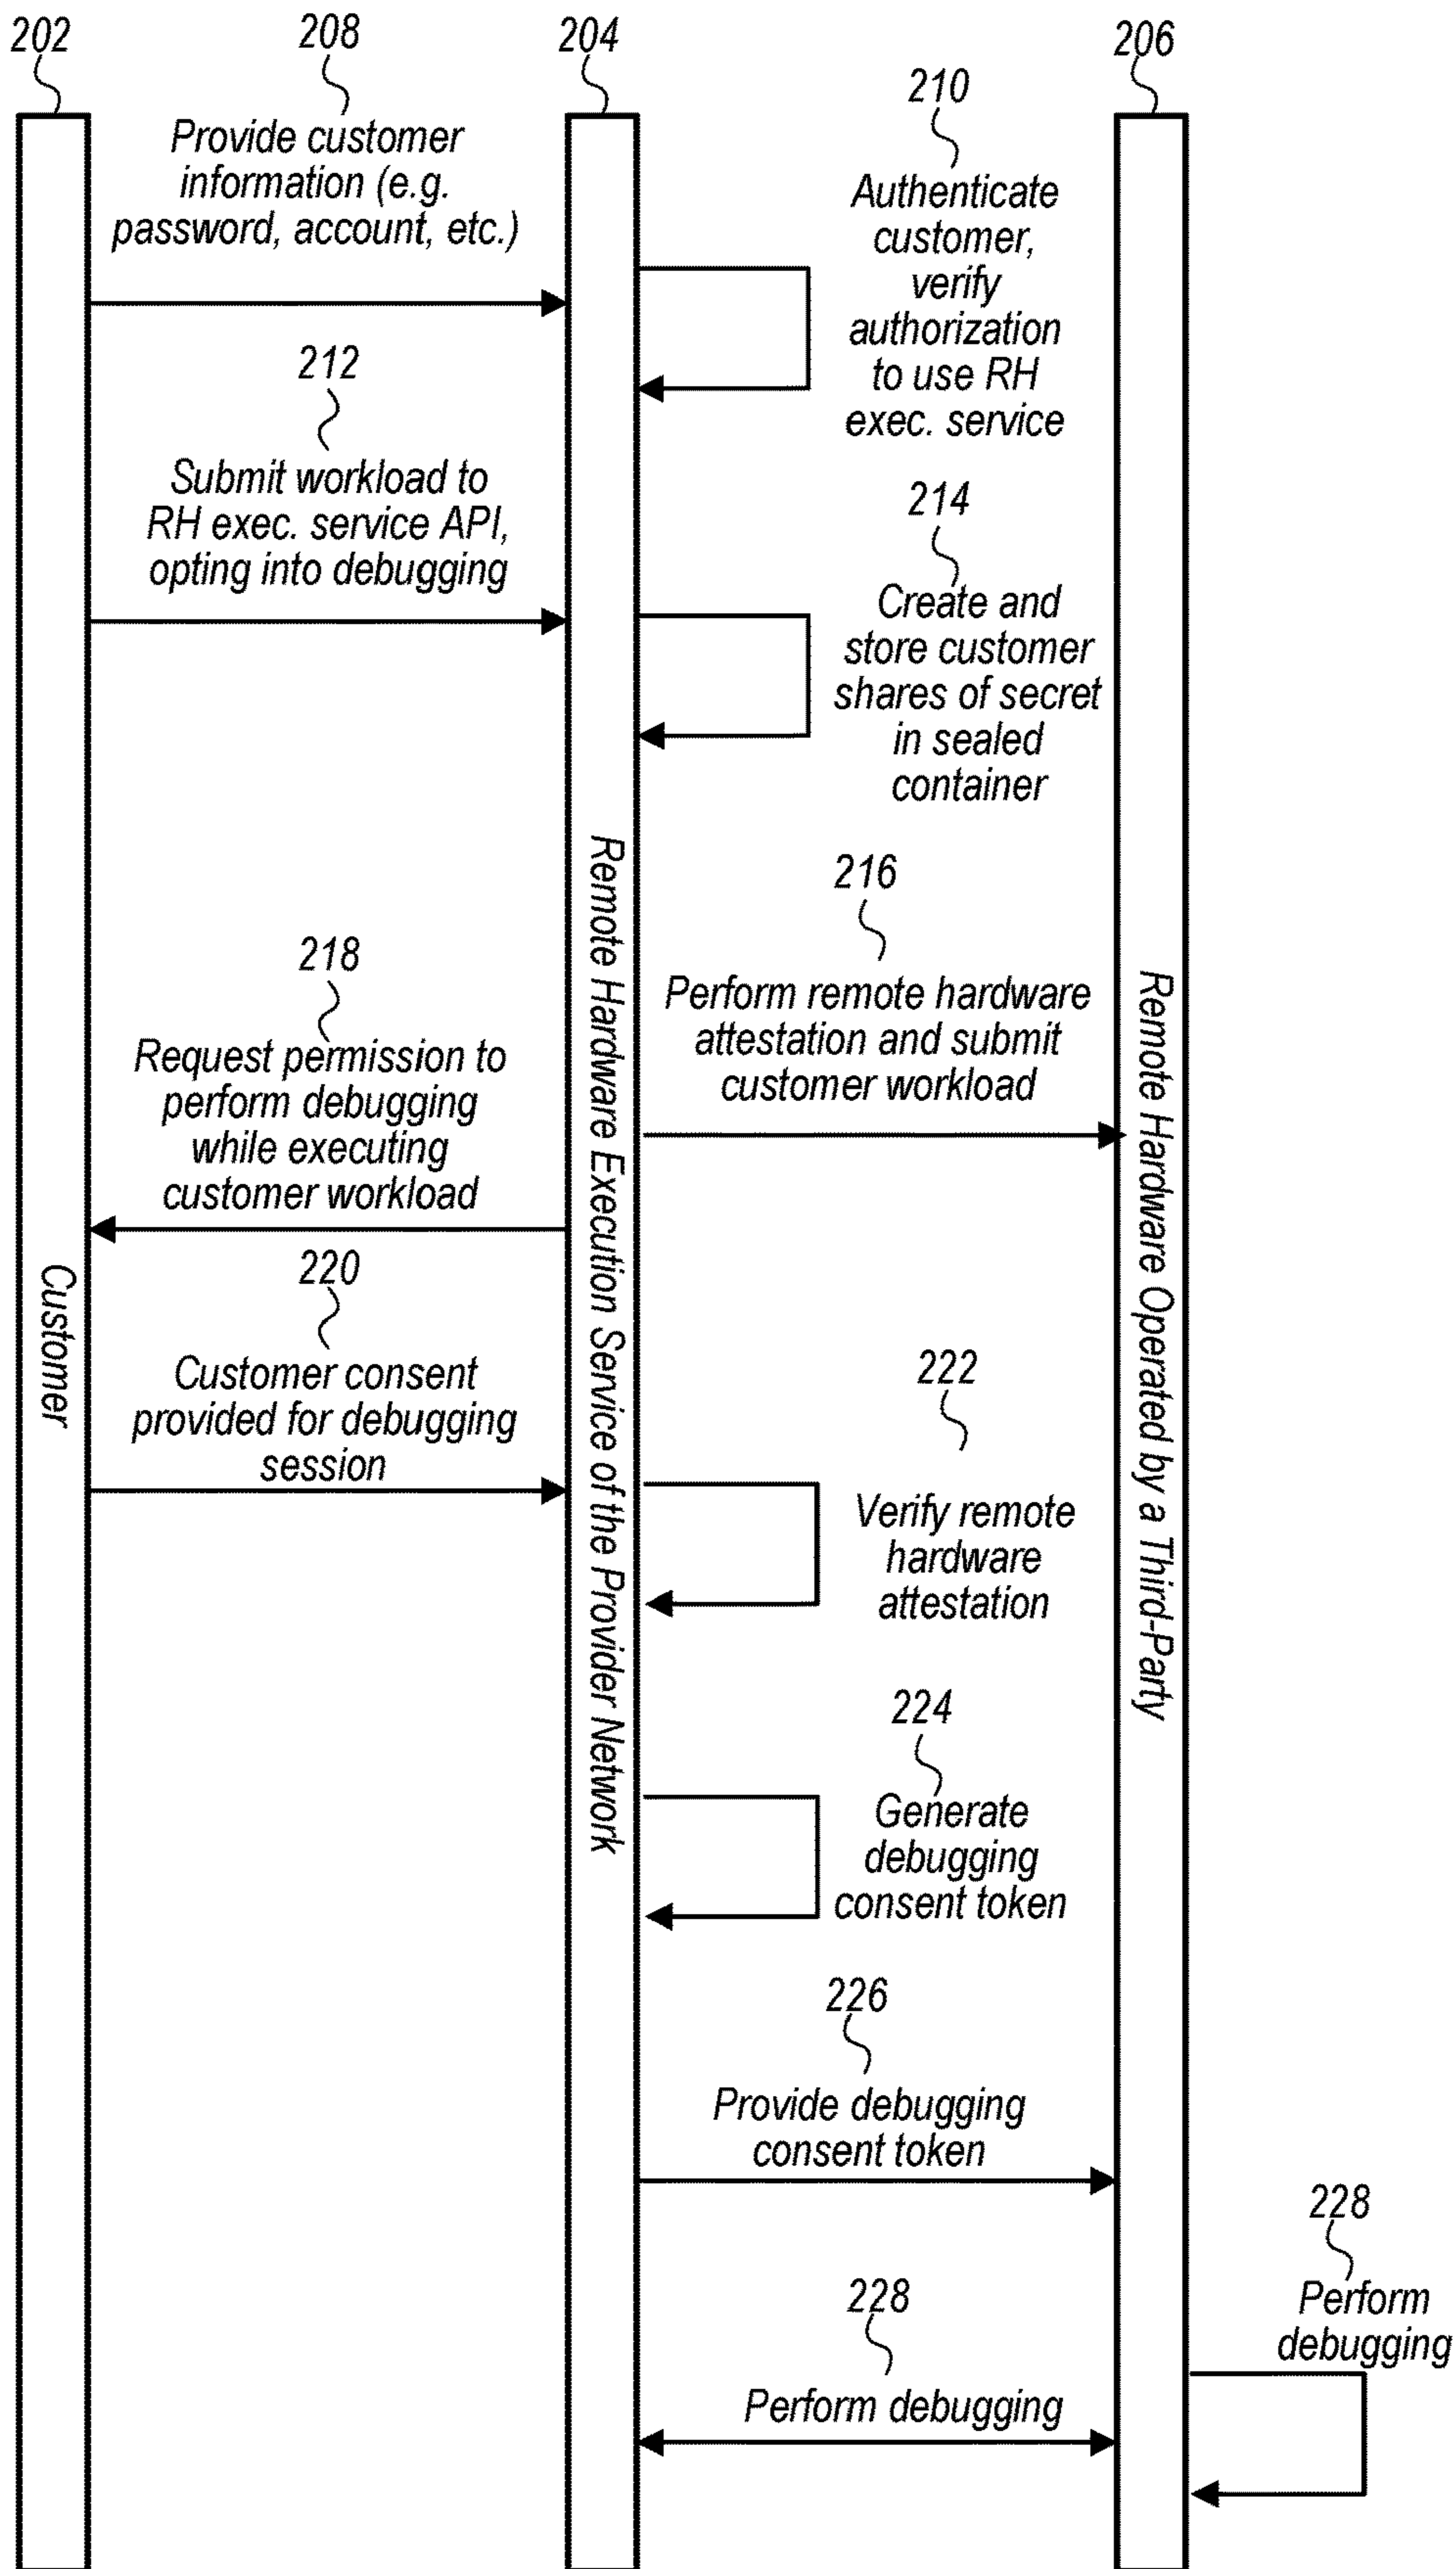 202
208
204
206
Provide customer
information (e.g.
password, account, etc.)
210
Authenticate
customer,
verify
authorization
to use RH
exec. service
212
Submit workload to
RH exec. service API,
opting into debugging
214
Create and
store customer
shares of secret
in sealed
container
216
Perform remote hardware
attestation and submit
customer workload
218
Request permission to
perform debugging
while executing
customer workload
220
Customer consent
provided for debugging
session
222
Verify remote
hardware
attestation
224
Generate
debugging
consent token
226
Provide debugging
consent token
228
Perform debugging
228
Perform
debugging
Customer
Remote Hardware Execution Service of the Provider Network
Remote Hardware Operated by a Third-Party